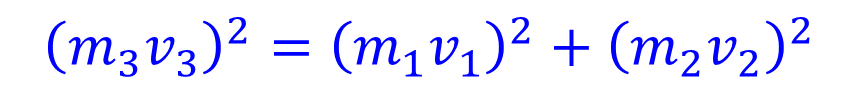 (m₃v₃)² = (m₁v₁)² + (m₂v₂)²